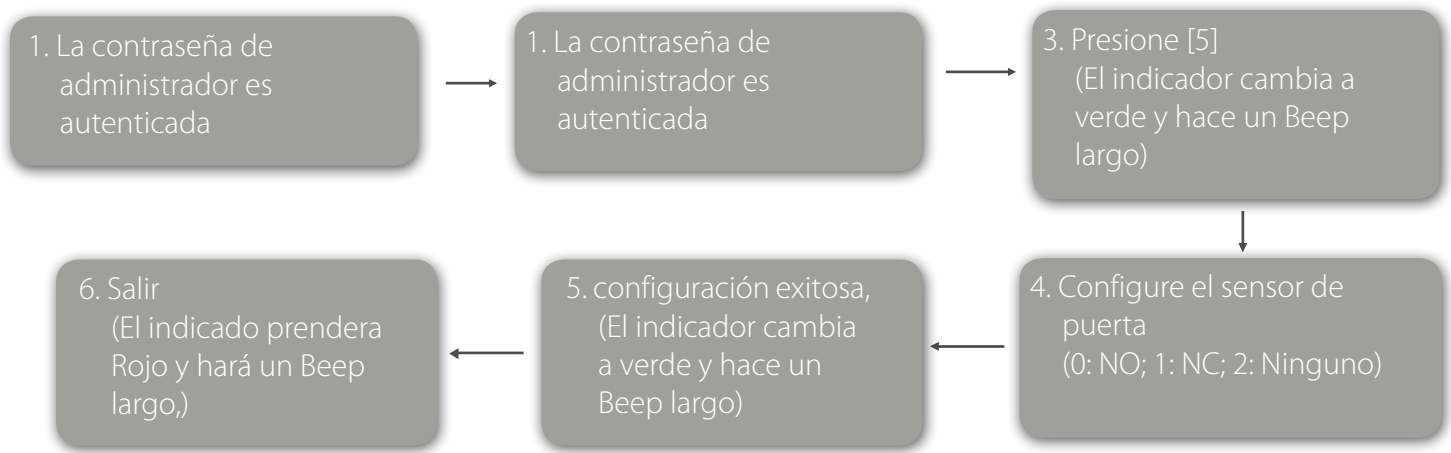 1. La contraseña de
administrador es
autenticada
1. La contraseña de
administrador es
autenticada
3. Presione [5]
(El indicador cambia a
verde y hace un Beep
largo)
4. Configure el sensor de
puerta
(0: NO; 1: NC; 2: Ninguno)
5. configuración exitosa,
(El indicador cambia
a verde y hace un
Beep largo)
6. Salir
(El indicado prendera
Rojo y hará un Beep
largo,)